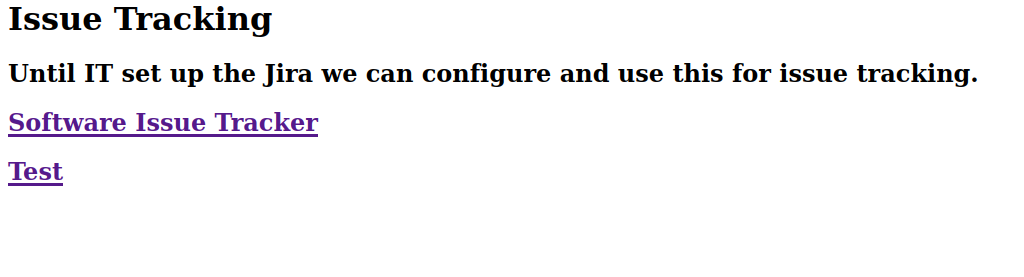 Issue Tracking
Until IT set up the Jira we can configure and use this for issue tracking.
Software Issue Tracker
Test